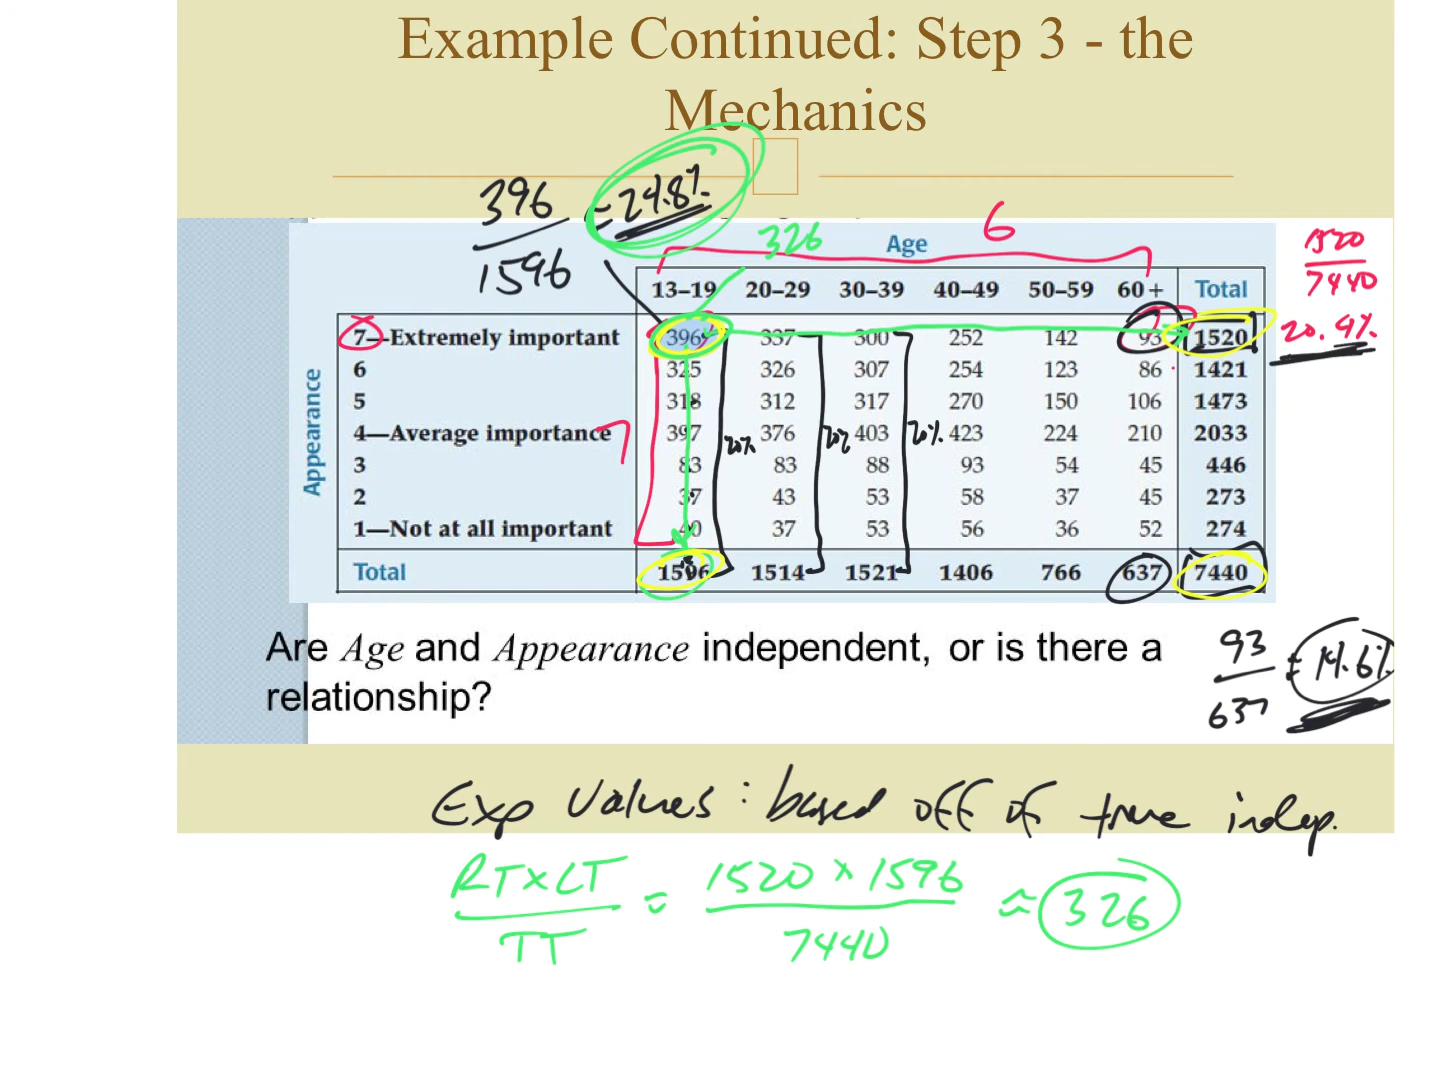 Example Continued: Step 3 - the
Mechanics
396
1596
= 24.8%
326
Age
6
1520
7440
20.4%
13–19 20–29 30–39 40–49 50–59 60+ Total
Appearance
7—Extremely important 396 337 300 252 142 93 1520
6 325 326 307 254 123 86 1421
5 318 312 317 270 150 106 1473
4—Average importance 397 376 403 423 224 210 2033
7
20% 20% 20%
3 83 83 88 93 54 45 446
2 37 43 53 58 37 45 273
1—Not at all important 40 37 53 56 36 52 274
Total 1596 1514 1521 1406 766 637 7440
Are Age and Appearance independent, or is there a
relationship?
93
637
= 14.6%
Exp Values: based off of true indep.
RT x CT = 1520 x 1596 ≈ 326
TT 7440